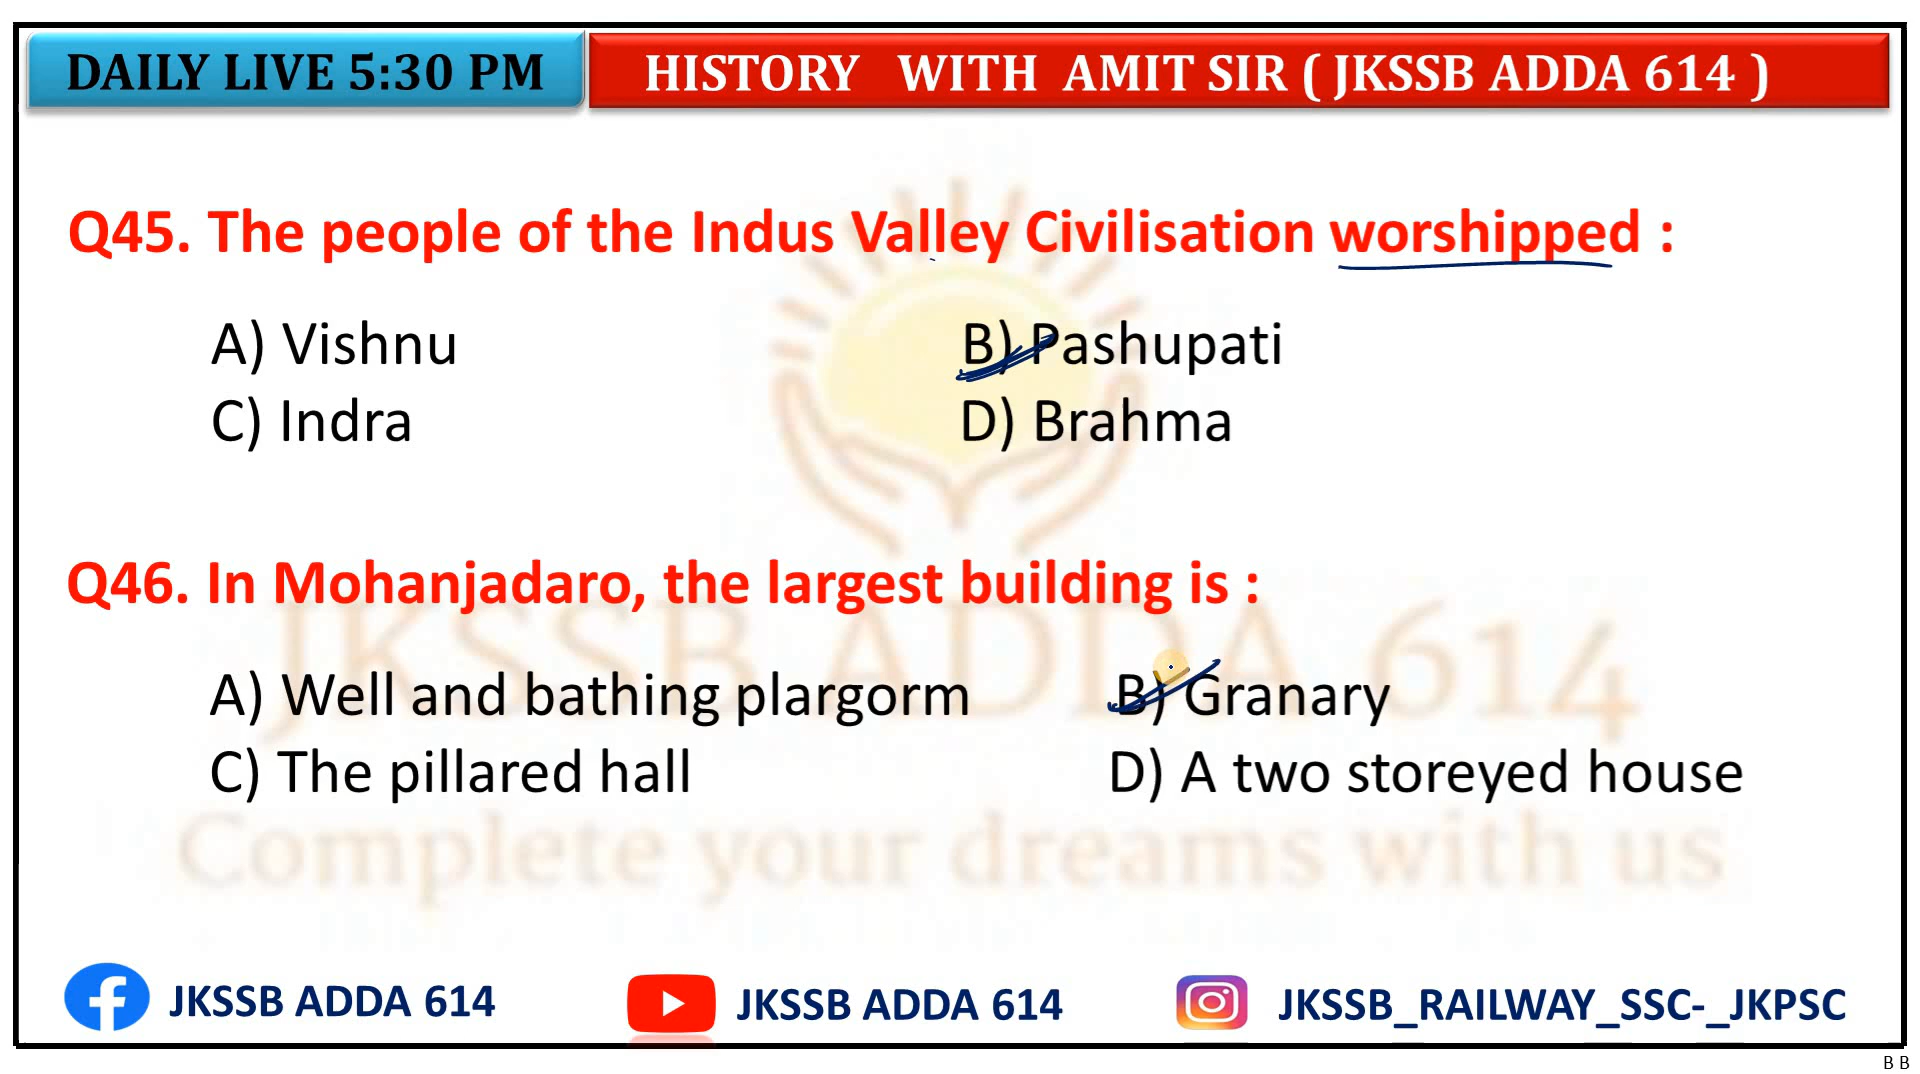 DAILY LIVE 5:30 PM
HISTORY WITH AMIT SIR ( JKSSB ADDA 614 )
Q45. The people of the Indus Valley Civilisation worshipped :
A) Vishnu B) Pashupati
C) Indra D) Brahma
Q46. In Mohanjadaro, the largest building is :
A) Well and bathing plargorm B) Granary
C) The pillared hall D) A two storeyed house
JKSSB ADDA 614
Complete your dreams with us
JKSSB ADDA 614 JKSSB ADDA 614 JKSSB_RAILWAY_SSC-_JKPSC
B B